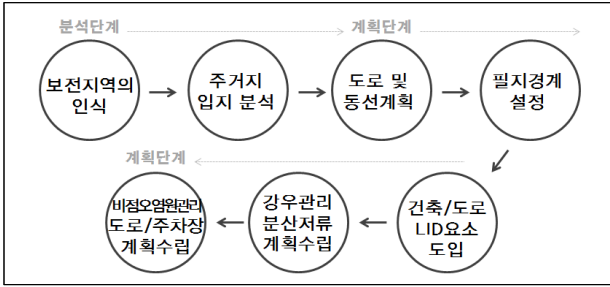 분석단계
계획단계
보전지역의
인식
주거지
입지 분석
도로 및
동선계획
필지경계
설정
계획단계
비점오염원관리
도로/주차장
계획수립
강우관리
분산저류
계획수립
건축/도로
LID요소
도입